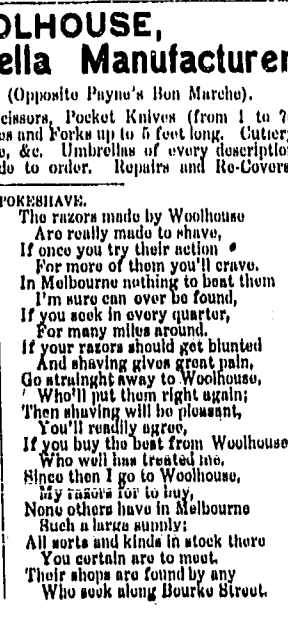 OLHOUSE,
ella Manufacturer
(Opposite Payne's Bon Marche).
cissors, Pocket Knives (from 1 to
es and Forks up to 5 feet long. Cutler
&c. Umbrellas of every descriptio
de to order. Repairs and Re-Covers
POKESHAVE.
The razors made by Woolhouse
Are really made to shave,
If once you try their action
For more of them you'll crave.
In Melbourne nothing to beat them
I'm sure can ever be found,
If you seek in every quarter,
For many miles around.
If your razors should get blunted
And shaving gives great pain,
Go strainght away to Woolhouse,
Who'll put them right again;
Then shaving will be pleasant,
You'll readily agree,
If you buy the best from Woolhouse
Who well has treated me.
Since then I go to Woolhouse,
My razors for to buy,
None others have in Melbourne
Such a large supply;
All sorts and kinds in stock there
You certain are to meet.
Their shops are found by any
Who seek along Bourke Street.